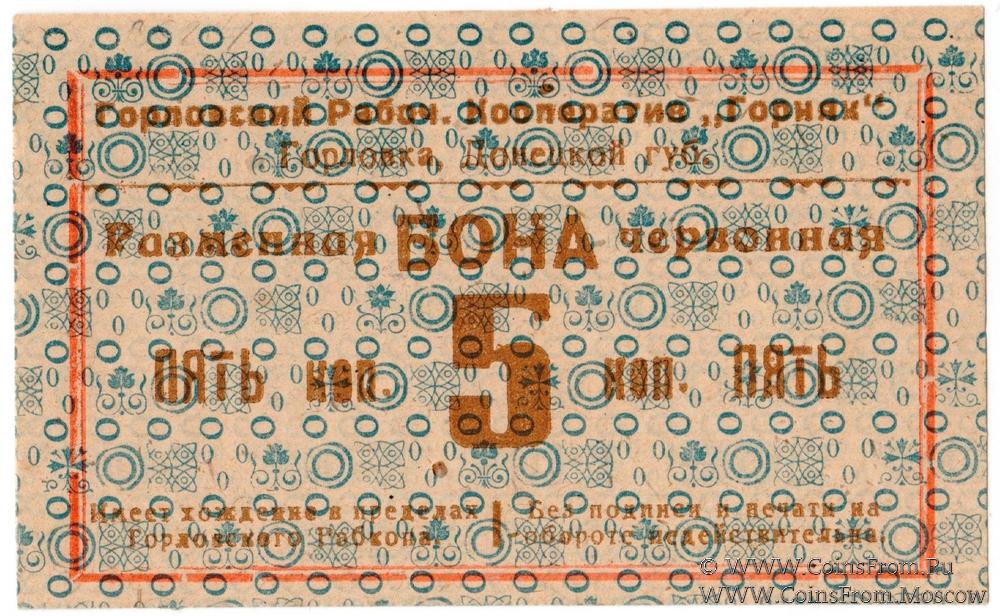 Горловский Рабоч. Кооператив „Горняк“
Горловка, Донецкой губ.
Разменная БОНА червонная
ПЯТЬ коп. 5 коп. ПЯТЬ
Имеет хождение в пределах
Горловского Рабкопа.
Без подписи и печати на
обороте недействительна.
© WWW.CoinsFrom.Ru
WWW.CoinsFrom.Moscow